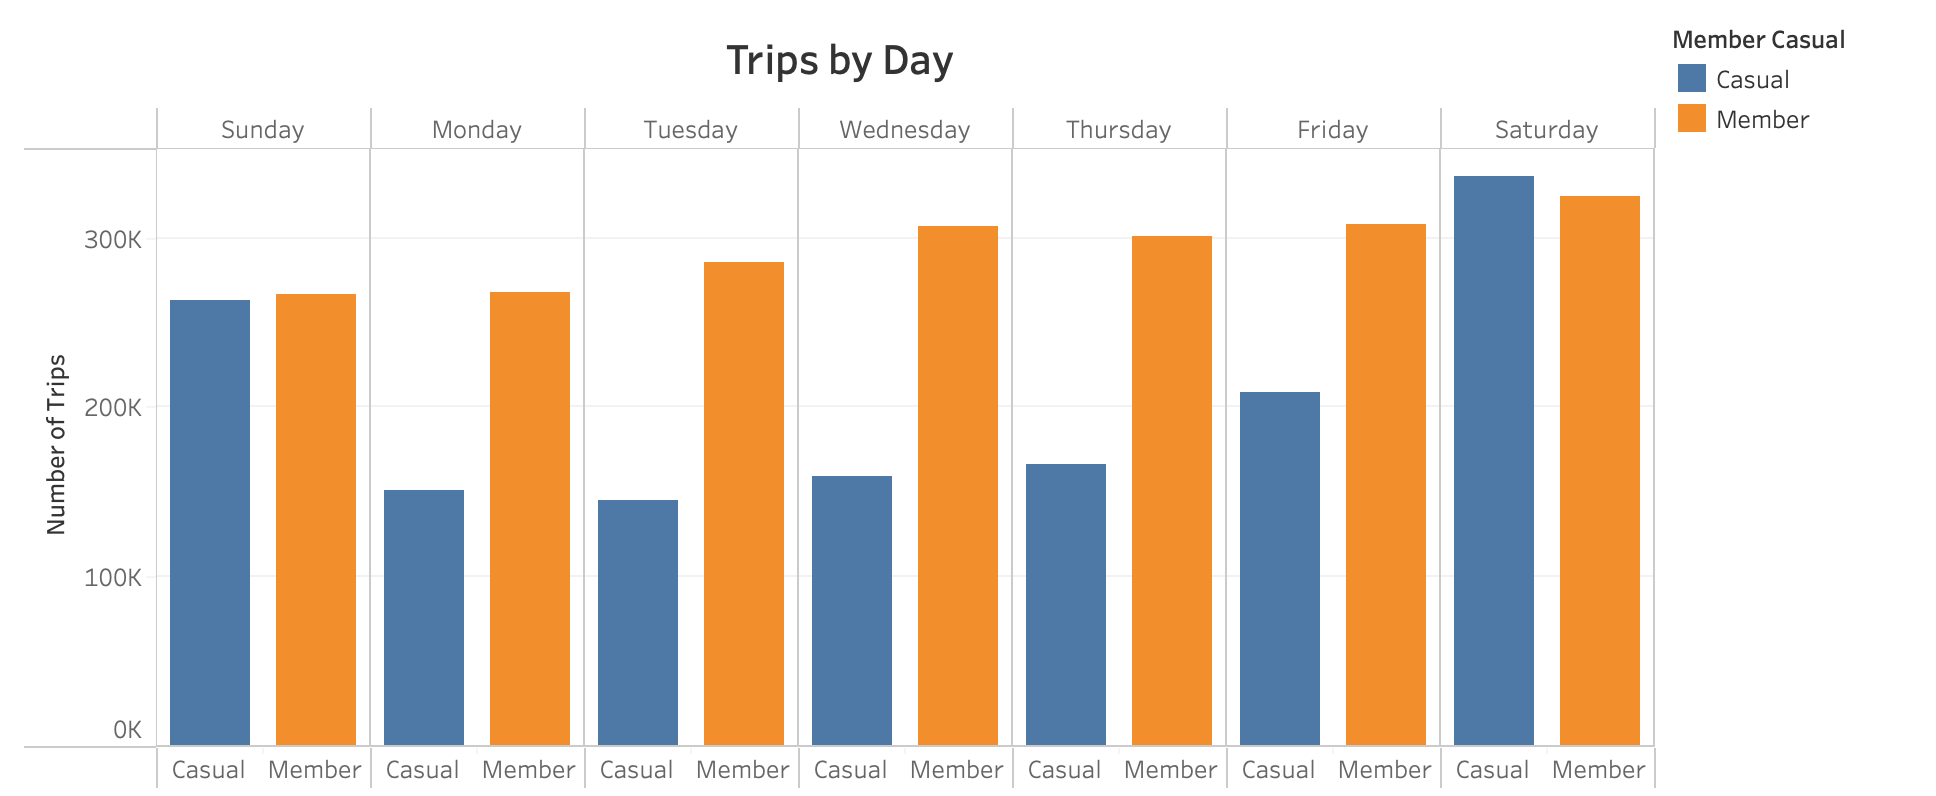 Trips by Day
Member Casual
Casual
Member
Sunday Monday Tuesday Wednesday Thursday Friday Saturday
Number of Trips
300K
200K
100K
0K
Casual Member Casual Member Casual Member Casual Member Casual Member Casual Member Casual Member